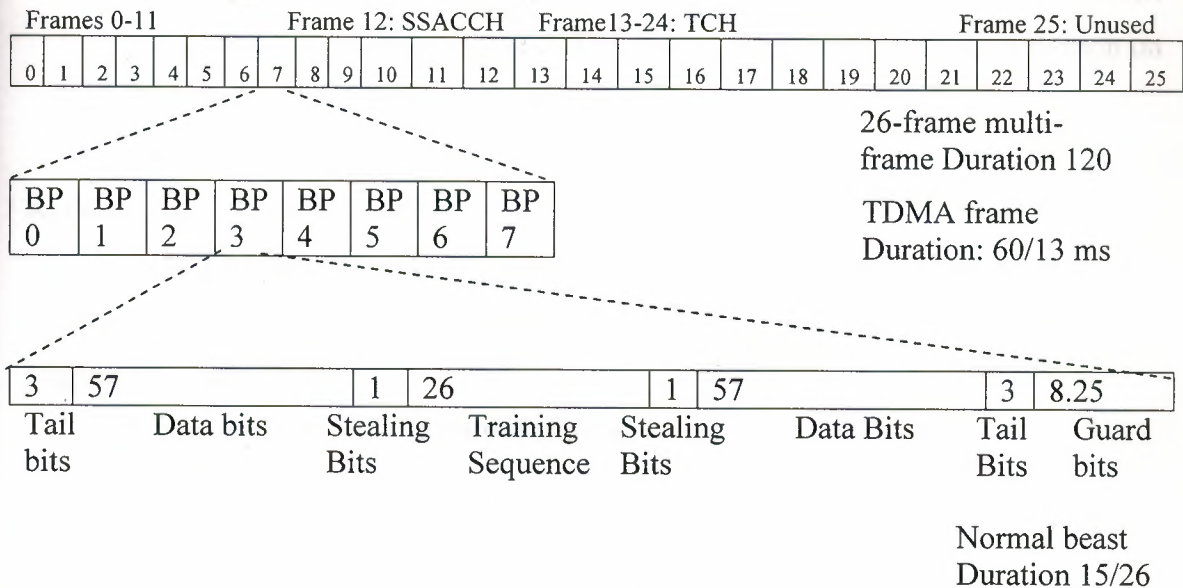 Frames 0-11 Frame 12: SSACCH Frame13-24: TCH Frame 25: Unused
0 1 2 3 4 5 6 7 8 9 10 11 12 13 14 15 16 17 18 19 20 21 22 23 24 25
26-frame multi-
frame Duration 120
BP BP BP BP BP BP BP BP
0 1 2 3 4 5 6 7
TDMA frame
Duration: 60/13 ms
3 57 1 26 1 57 3 8.25
Tail Data bits Stealing Training Stealing Data Bits Tail Guard
bits Bits Sequence Bits Bits bits
Normal beast
Duration 15/26